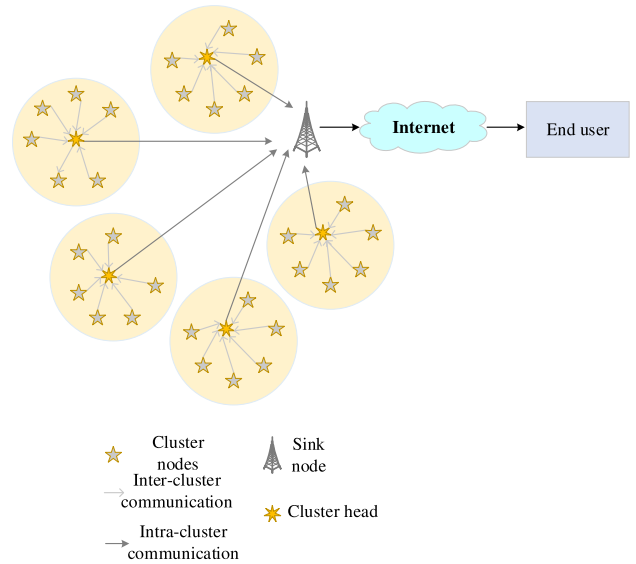 Internet
End user
Cluster
nodes
Inter-cluster
communication
Intra-cluster
communication
Sink
node
Cluster head